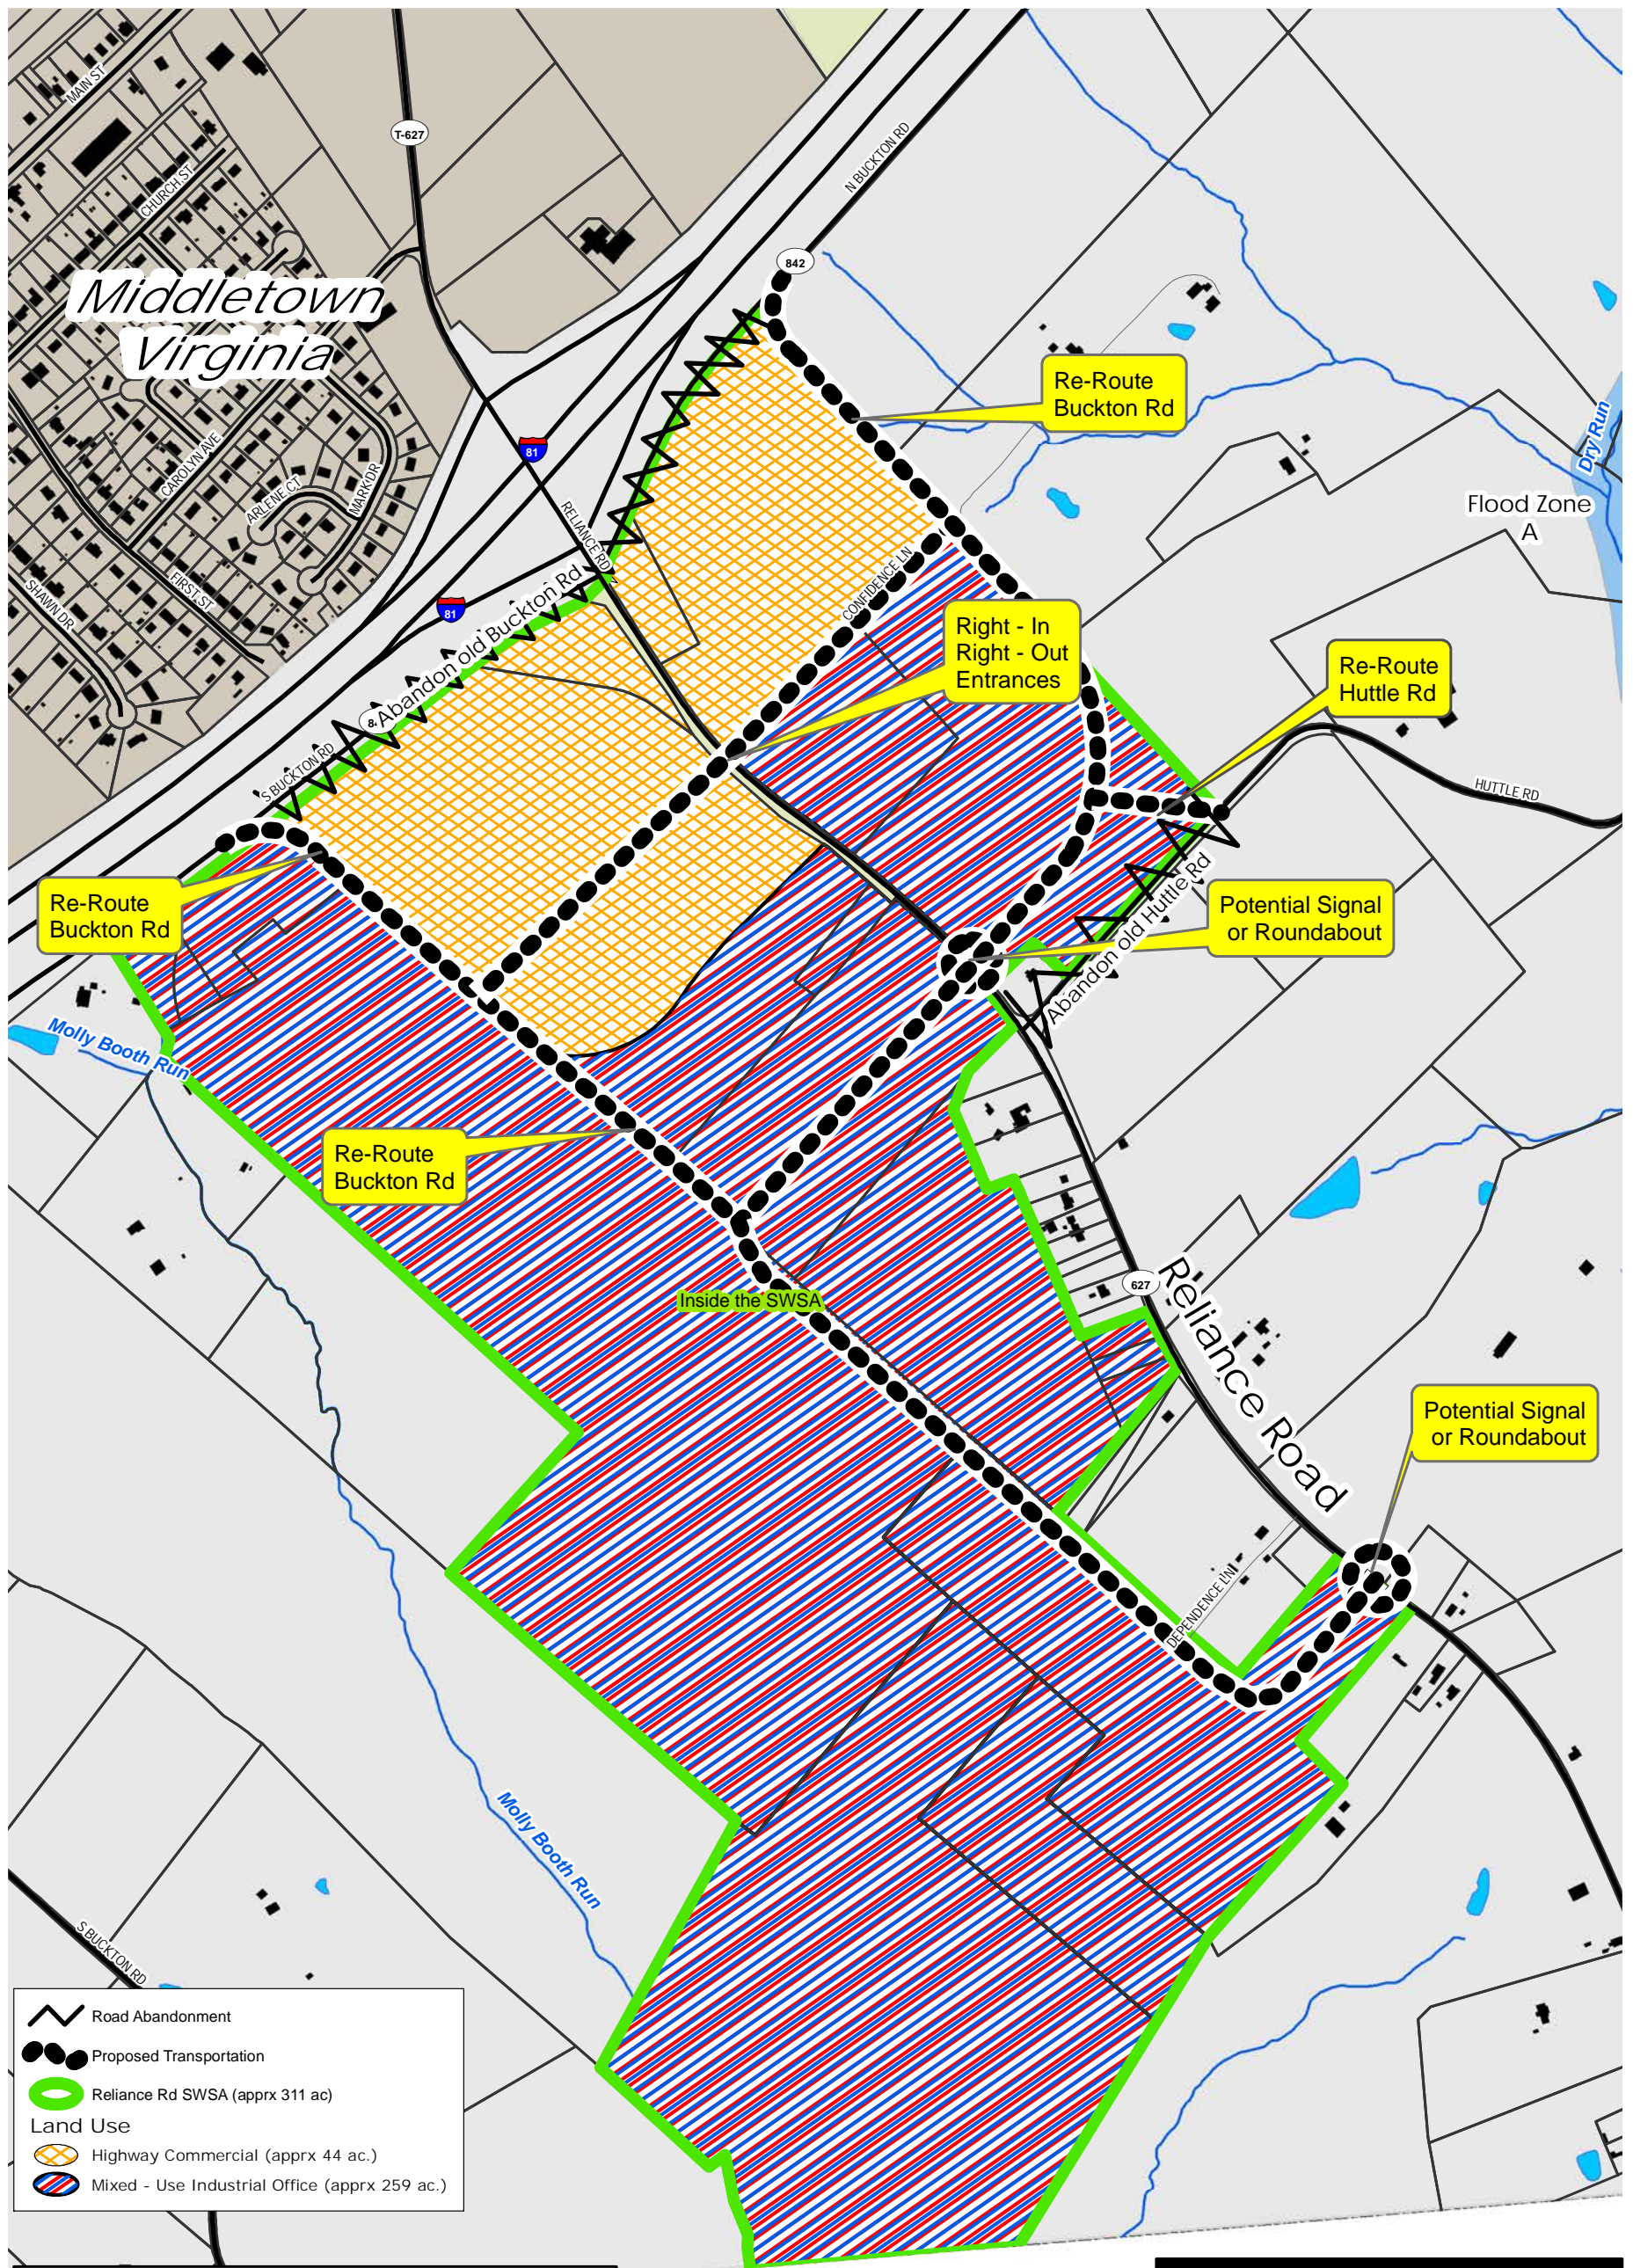 MAIN ST
CHURCH ST
T-627
N BUCKTON RD
842
Middletown
Virginia
Re-Route
Buckton Rd
81
CAROLYN AVE
ARLENE CT
MARK DR
Dry Run
Flood Zone
A
RELIANCE RD
CONFIDENCE LN
FIRST ST
SHAWN DR
81
Abandon old Buckton Rd
Right - In
Right - Out
Entrances
Re-Route
Huttle Rd
8
S BUCKTON RD
HUTTLE RD
Re-Route
Buckton Rd
Potential Signal
or Roundabout
Abandon old Huttle Rd
Molly Booth Run
Re-Route
Buckton Rd
627
Inside the SWSA
Reliance Road
Potential Signal
or Roundabout
DEPENDENCE LN
Molly Booth Run
S BUCKTON RD
Road Abandonment
Proposed Transportation
Reliance Rd SWSA (apprx 311 ac)
Land Use
Highway Commercial (apprx 44 ac.)
Mixed - Use Industrial Office (apprx 259 ac.)